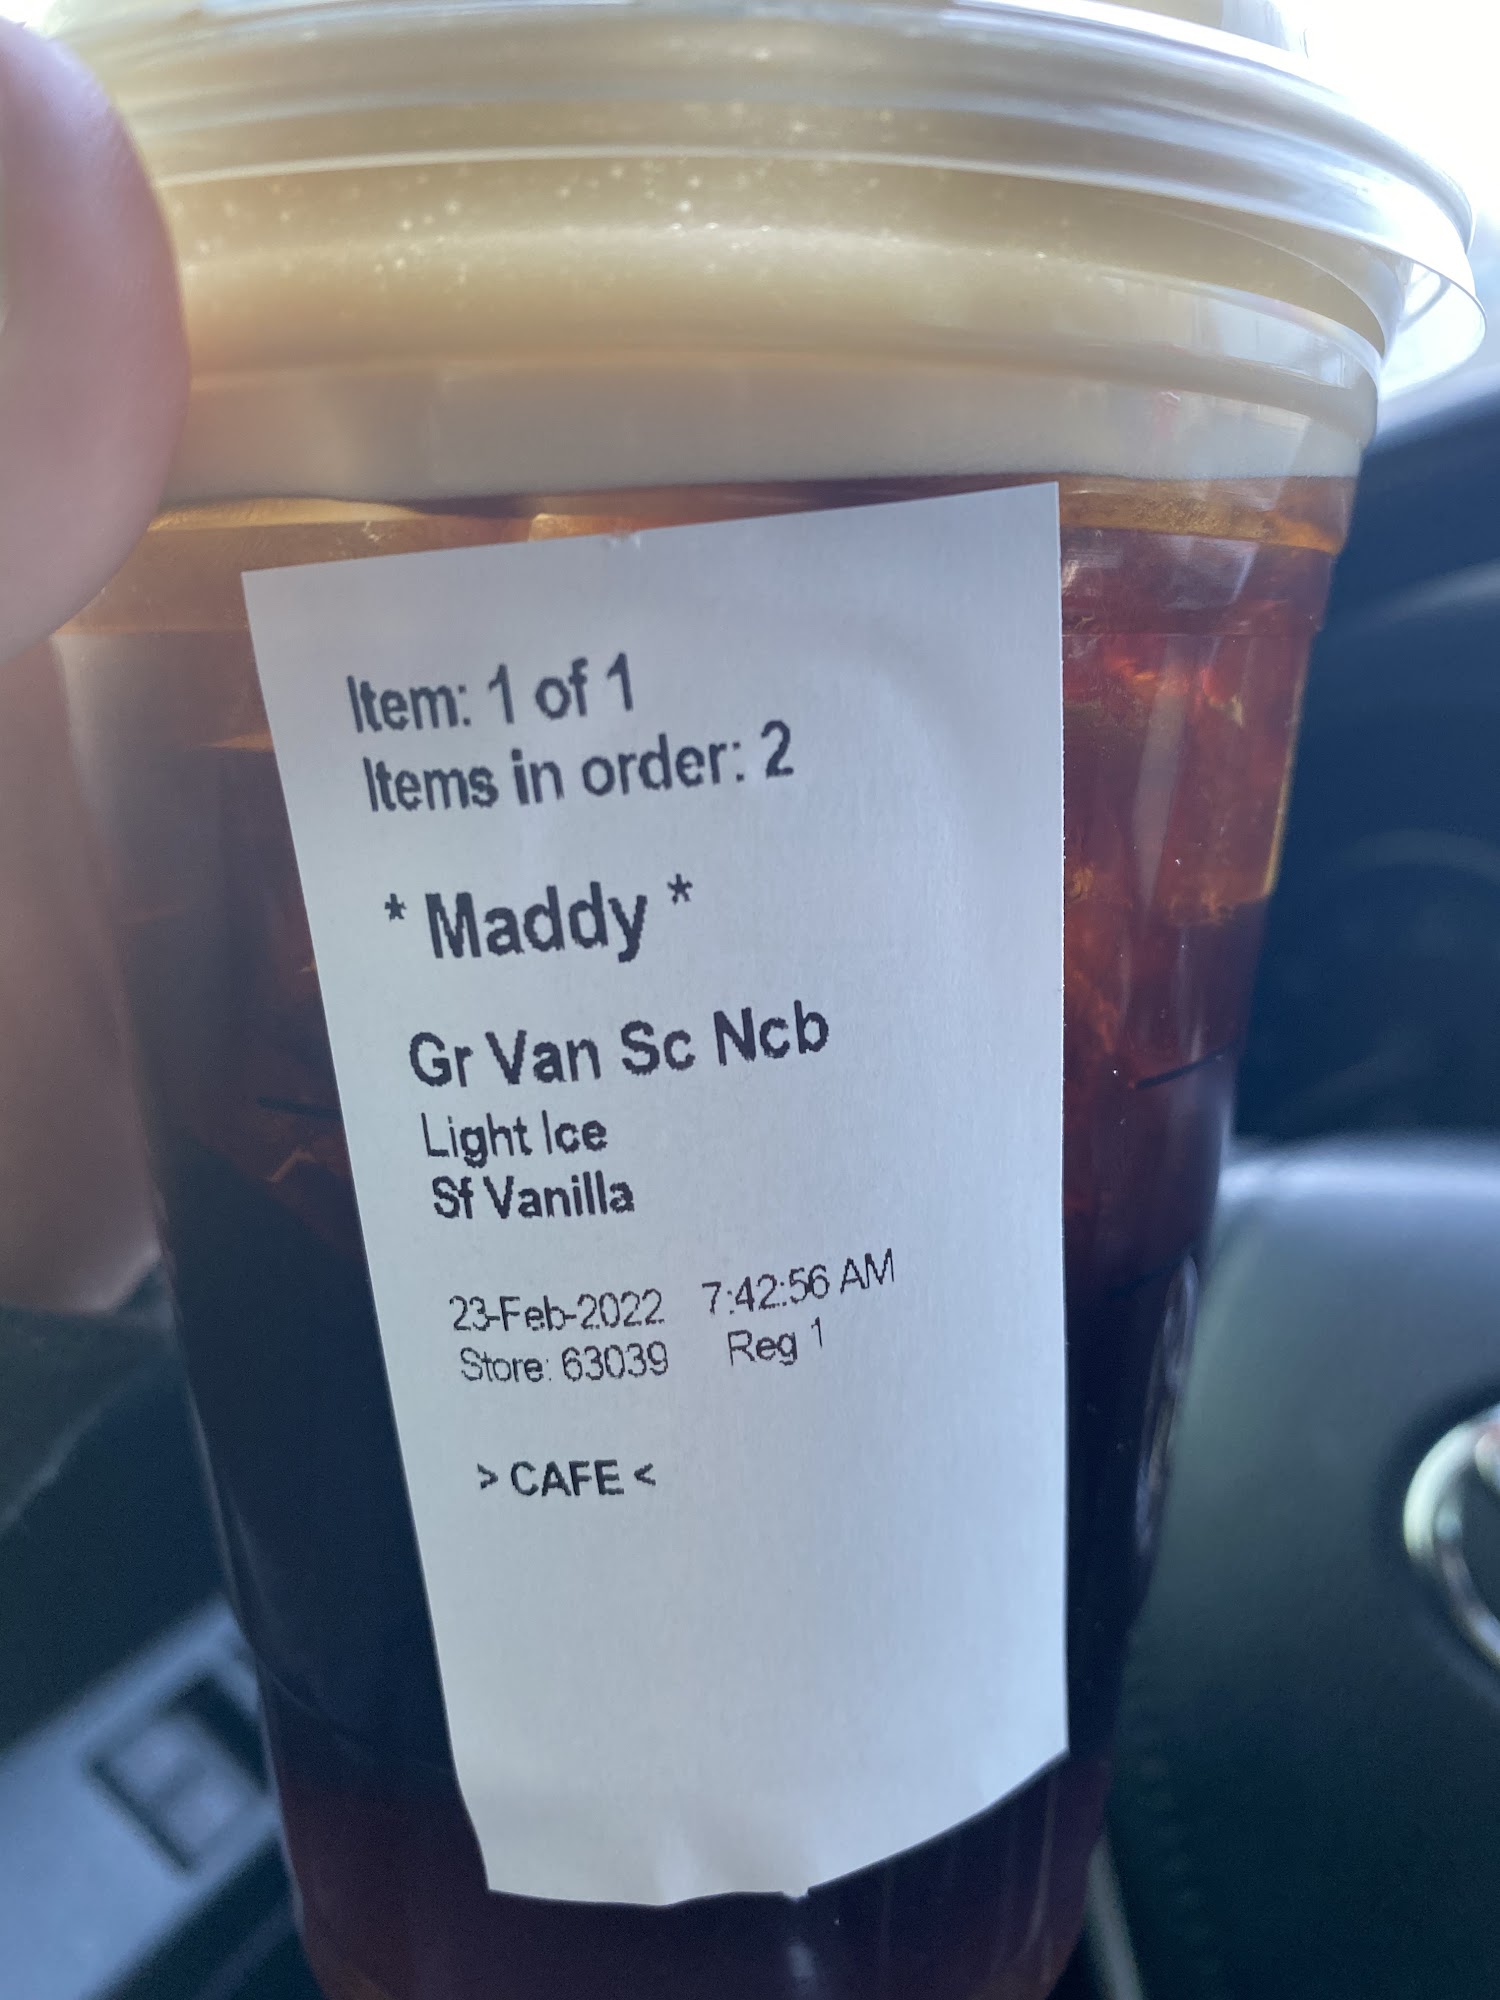 Item: 1 of 1
Items in order: 2
* Maddy *
Gr Van Sc Ncb
Light Ice
Sf Vanilla
23-Feb-2022 7:42:56 AM
Store: 63039 Reg 1
> CAFE <